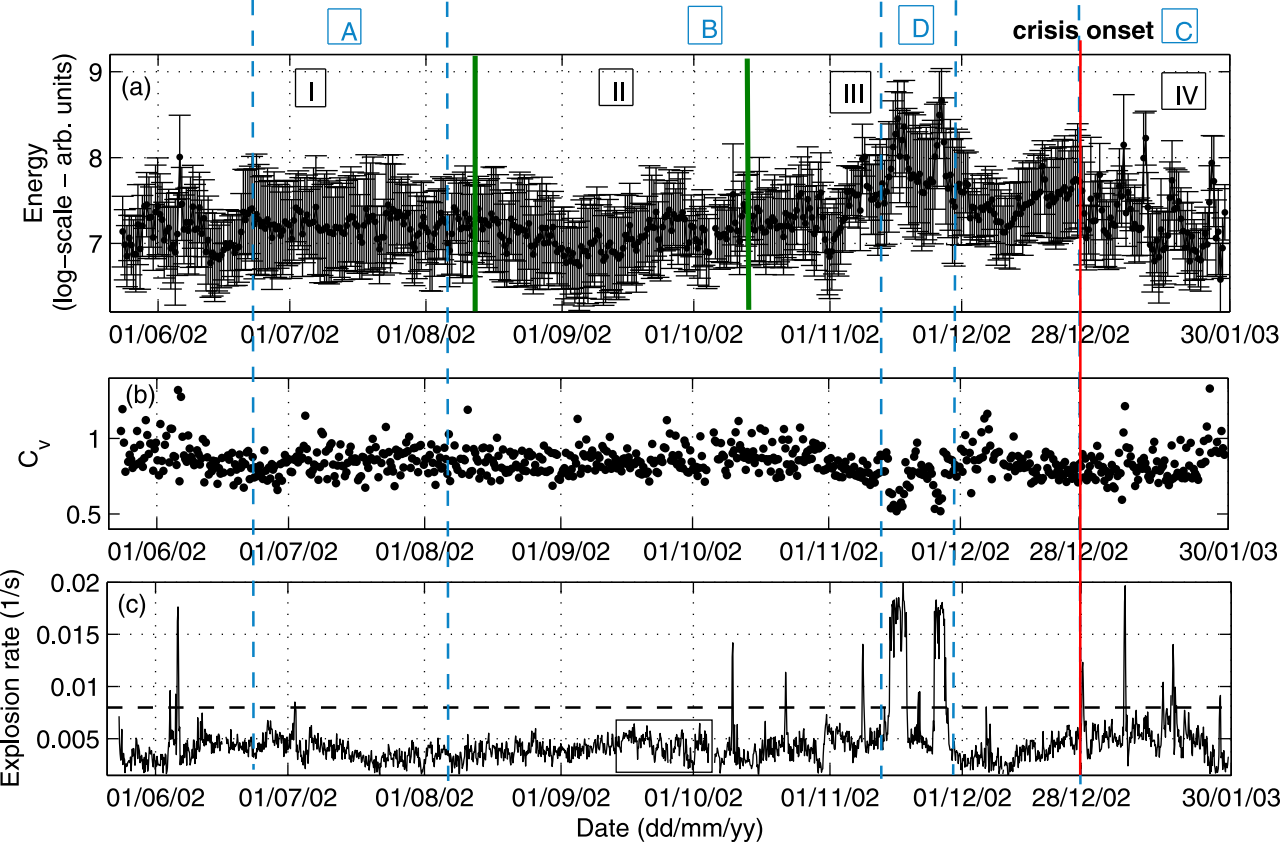 A B D crisis onset C
(a) I II III IV
Energy
(log–scale – arb. units)
9
8
7
01/06/02 01/07/02 01/08/02 01/09/02 01/10/02 01/11/02 01/12/02 28/12/02 30/01/03
(b)
Cv
1
0.5
01/06/02 01/07/02 01/08/02 01/09/02 01/10/02 01/11/02 01/12/02 28/12/02 30/01/03
(c)
Explosion rate (1/s)
0.02
0.015
0.01
0.005
01/06/02 01/07/02 01/08/02 01/09/02 01/10/02 01/11/02 01/12/02 28/12/02 30/01/03
Date (dd/mm/yy)